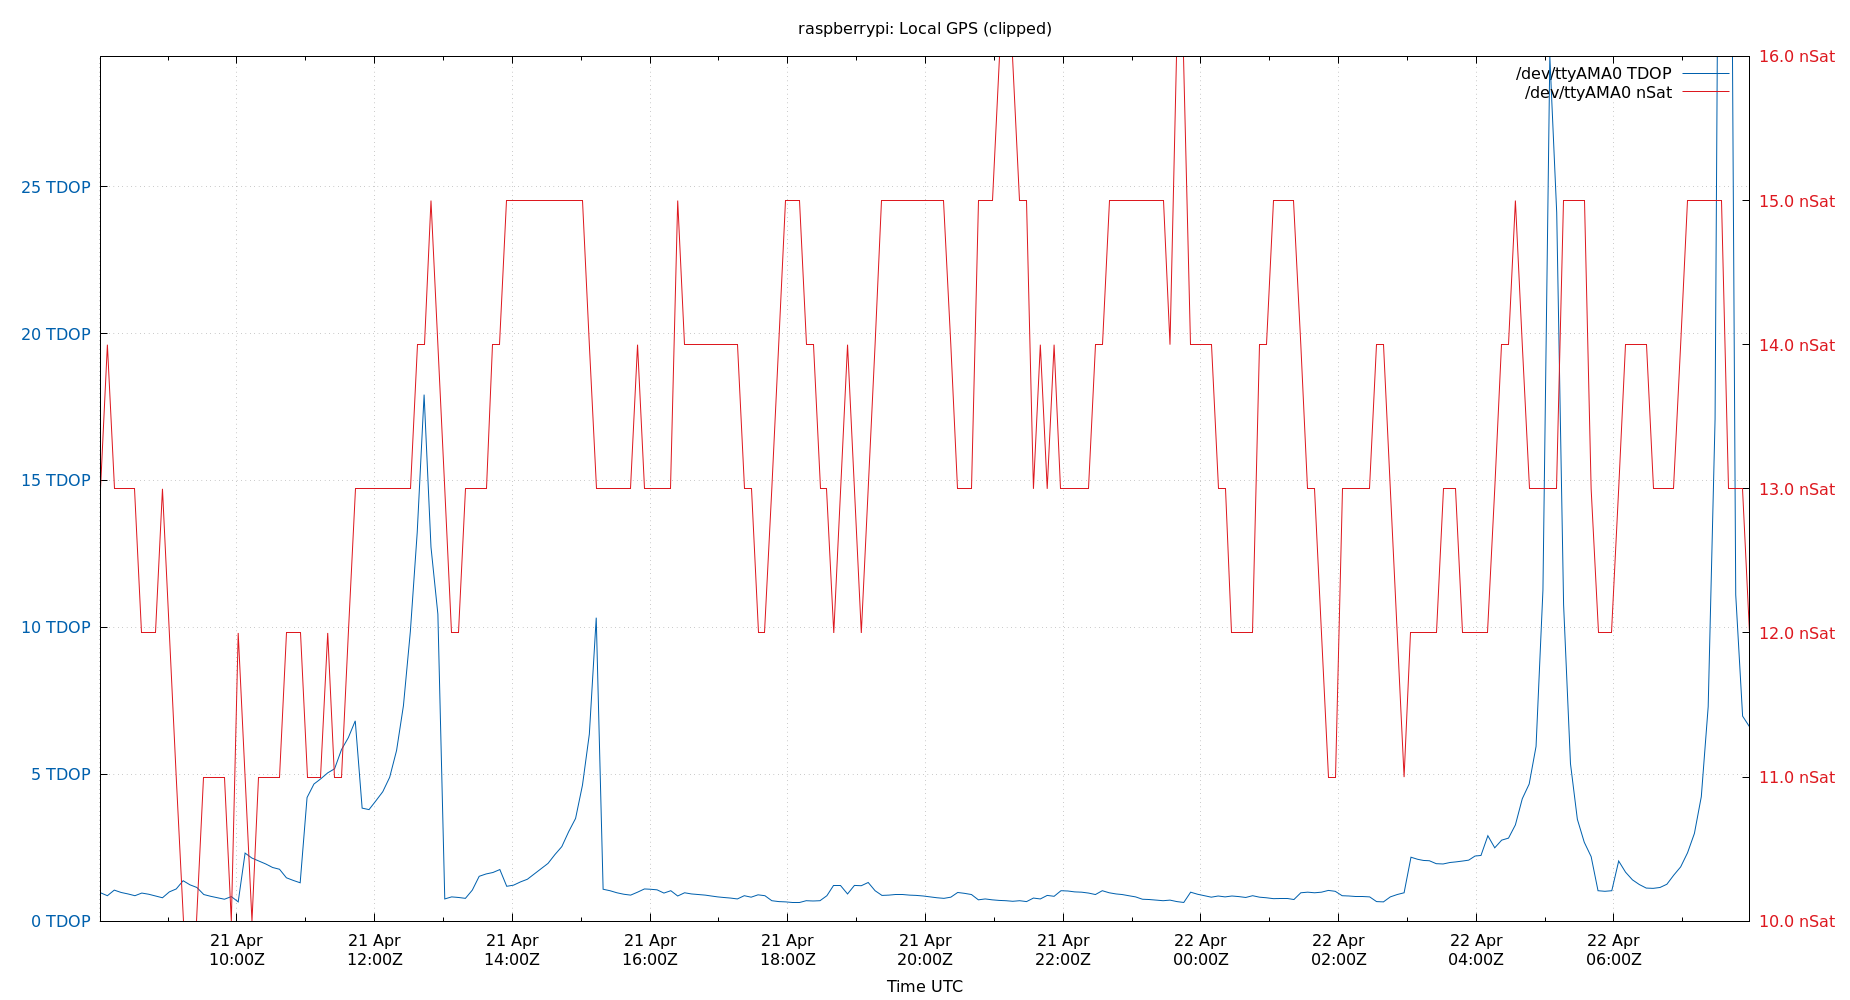 raspberrypi: Local GPS (clipped)
16.0 nSat
/dev/ttyAMA0 TDOP
/dev/ttyAMA0 nSat
25 TDOP
15.0 nSat
20 TDOP
14.0 nSat
15 TDOP
13.0 nSat
10 TDOP
12.0 nSat
5 TDOP
11.0 nSat
0 TDOP
10.0 nSat
21 Apr 21 Apr 21 Apr 21 Apr 21 Apr 21 Apr 21 Apr 22 Apr 22 Apr 22 Apr 22 Apr
10:00Z 12:00Z 14:00Z 16:00Z 18:00Z 20:00Z 22:00Z 00:00Z 02:00Z 04:00Z 06:00Z
Time UTC